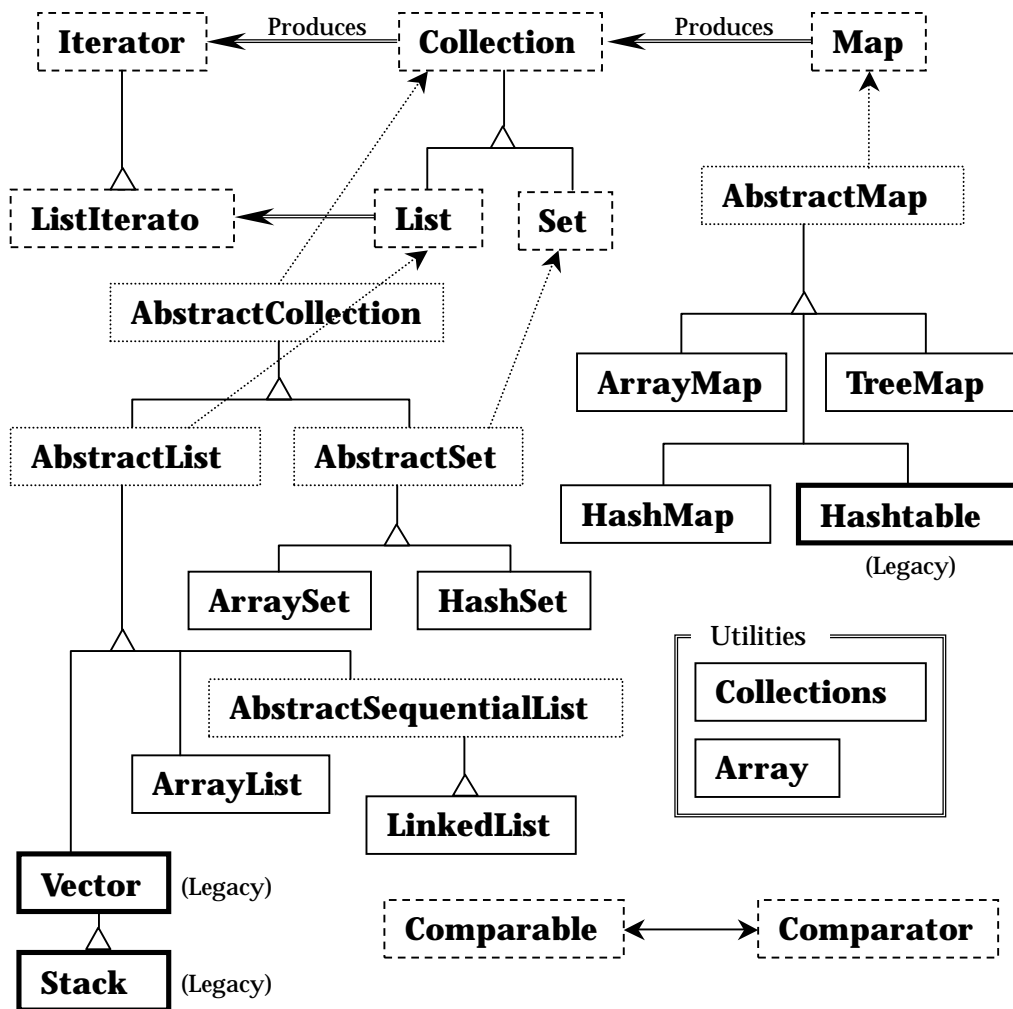 Iterator
Produces
Collection
Produces
Map
ListIterato
List
Set
AbstractMap
AbstractCollection
ArrayMap
TreeMap
AbstractList
AbstractSet
HashMap
Hashtable
(Legacy)
ArraySet
HashSet
Utilities
Collections
Array
AbstractSequentialList
ArrayList
LinkedList
Vector
(Legacy)
Comparable
Comparator
Stack
(Legacy)